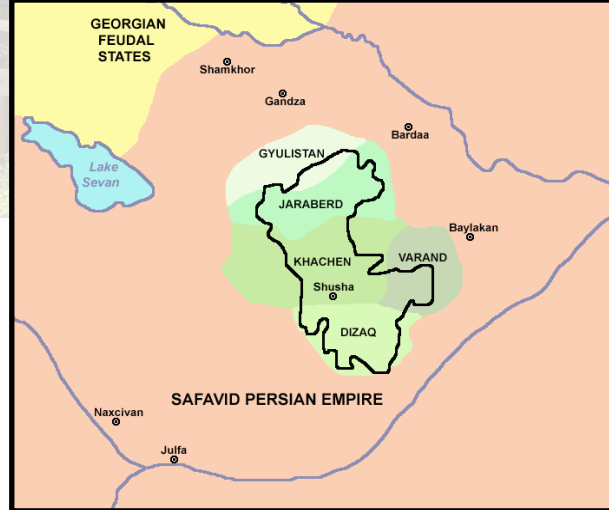 GEORGIAN
FEUDAL
STATES
Shamkhor
Gandza
Bardaa
GYULISTAN
Lake
Sevan
JARABERD
Baylakan
KHACHEN
VARAND
Shusha
DIZAQ
SAFAVID PERSIAN EMPIRE
Naxcivan
Julfa